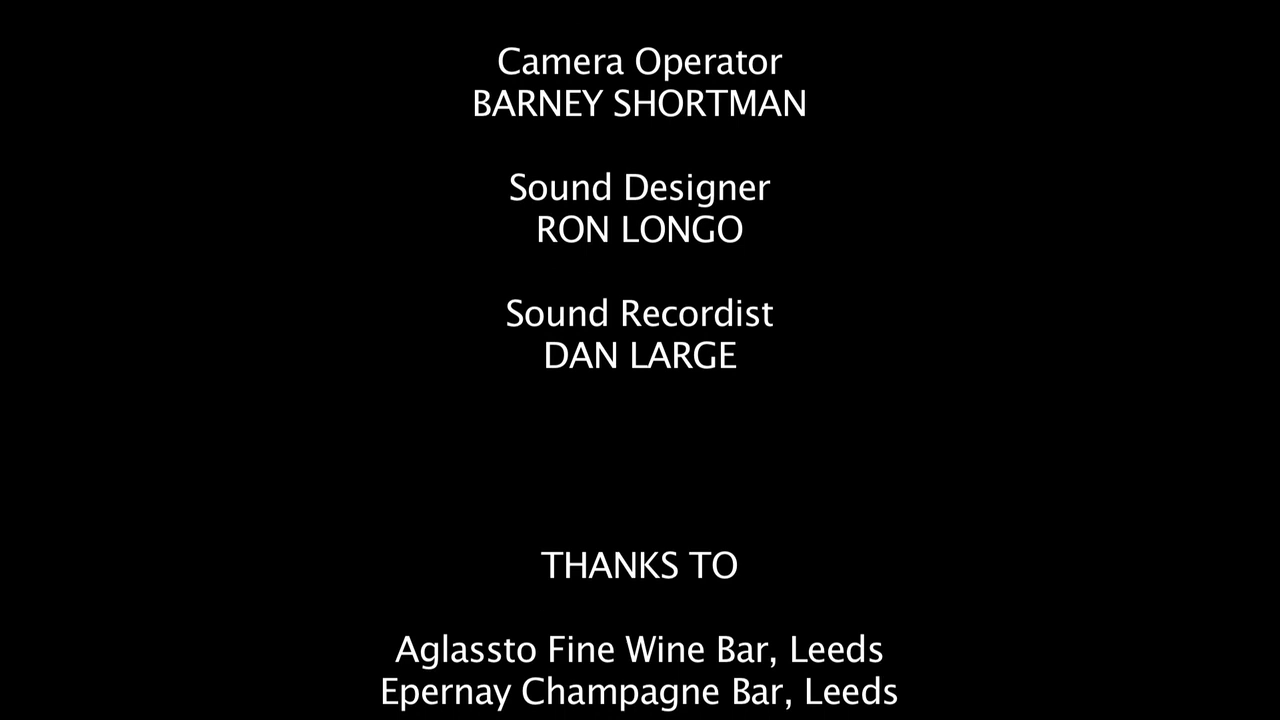 Camera Operator
BARNEY SHORTMAN
Sound Designer
RON LONGO
Sound Recordist
DAN LARGE
THANKS TO
Aglassto Fine Wine Bar, Leeds
Epernay Champagne Bar, Leeds